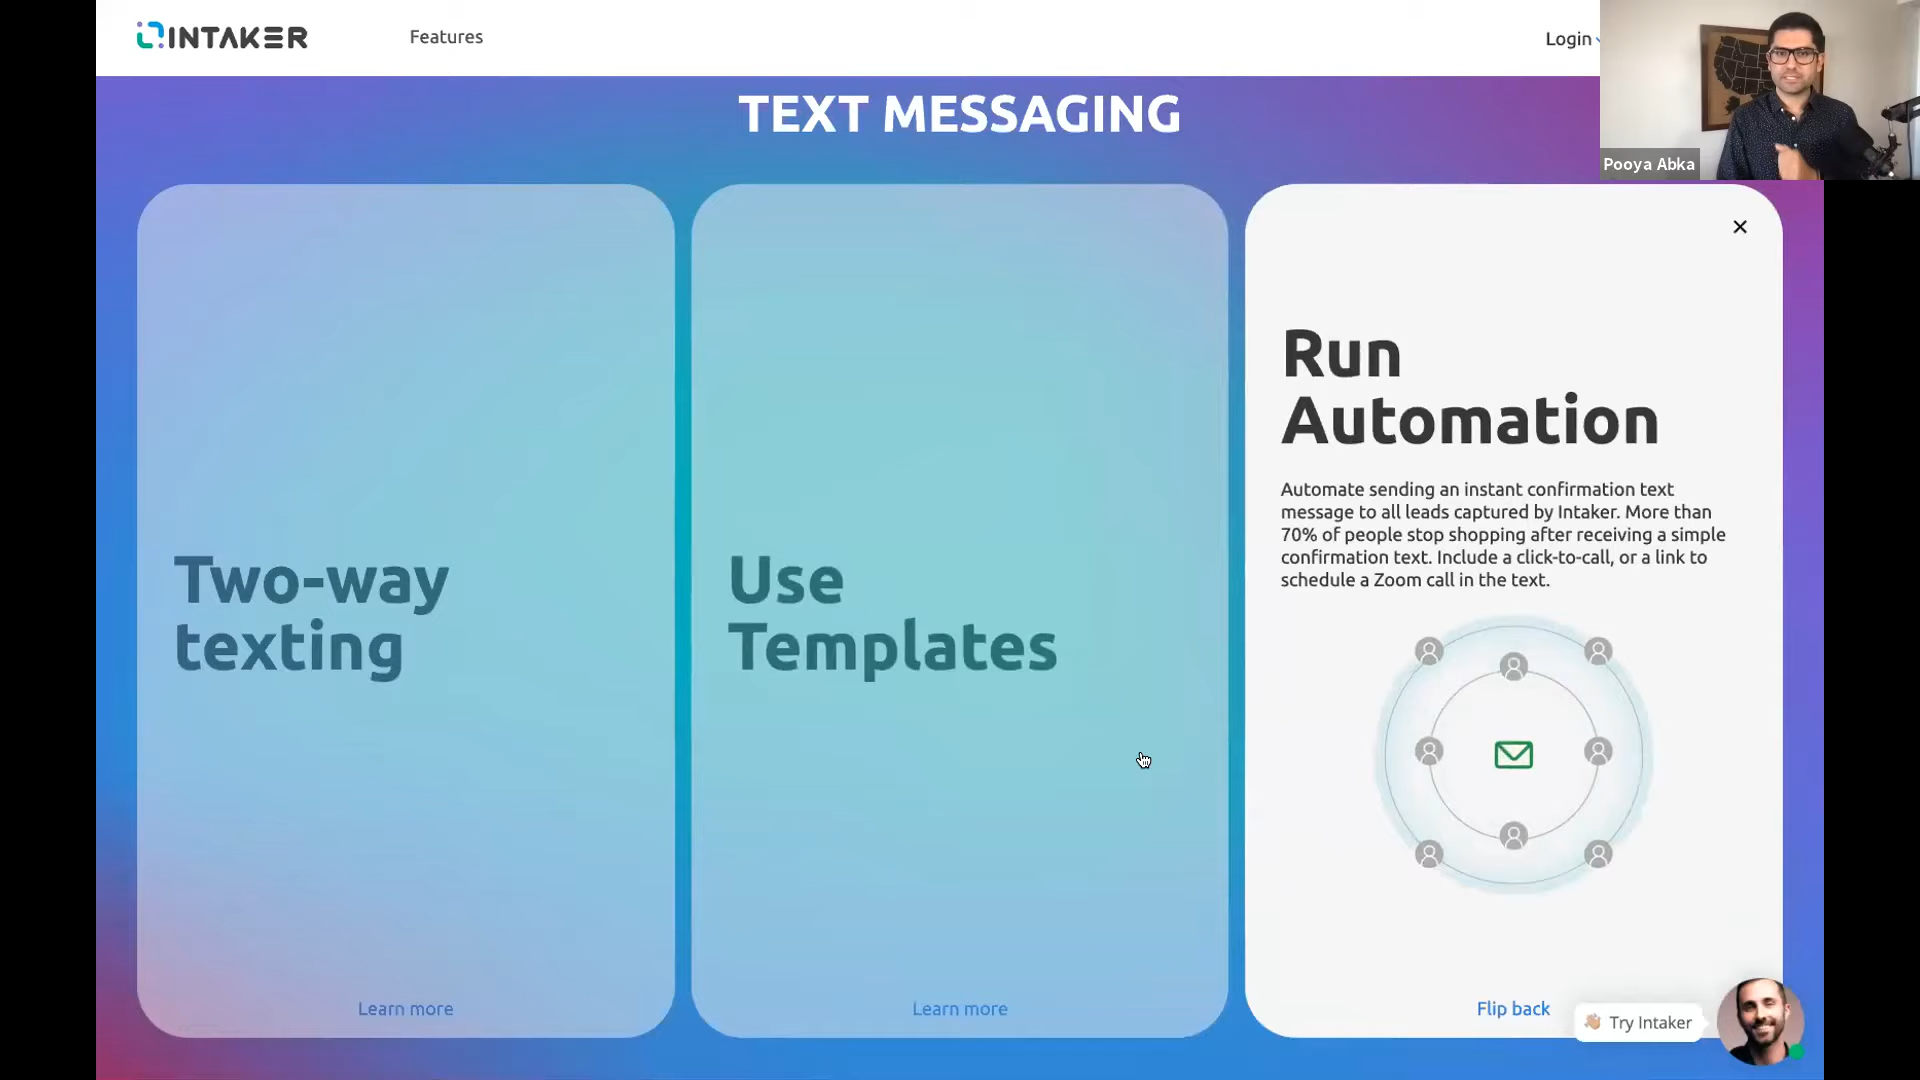 INTAKER
Features
Login
Pooya Abka
TEXT MESSAGING
Two-way
texting
Learn more
Use
Templates
Learn more
Run
Automation
Automate sending an instant confirmation text
message to all leads captured by Intaker. More than
70% of people stop shopping after receiving a simple
confirmation text. Include a click-to-call, or a link to
schedule a Zoom call in the text.
Flip back
👋🏼 Try Intaker